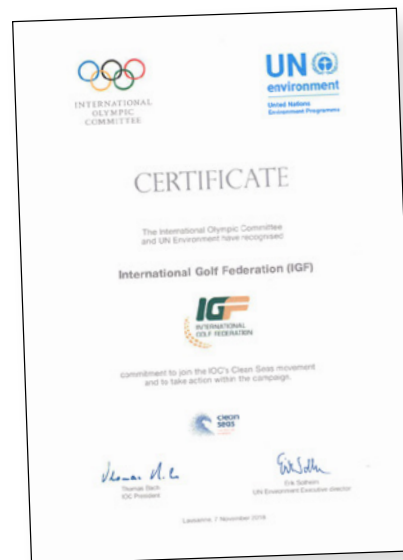 INTERNATIONAL
OLYMPIC
COMMITTEE
UN
environment
United Nations
Environment Programme
CERTIFICATE
The International Olympic Committee
and UN Environment have recognised
International Golf Federation (IGF)
IGF
INTERNATIONAL
GOLF FEDERATION
commitment to join the IOC's Clean Seas movement
and to take action within the campaign.
clean
seas
Thomas Bach
IOC President
Erik Solheim
UN Environment Executive director
Lausanne, 7 November 2018